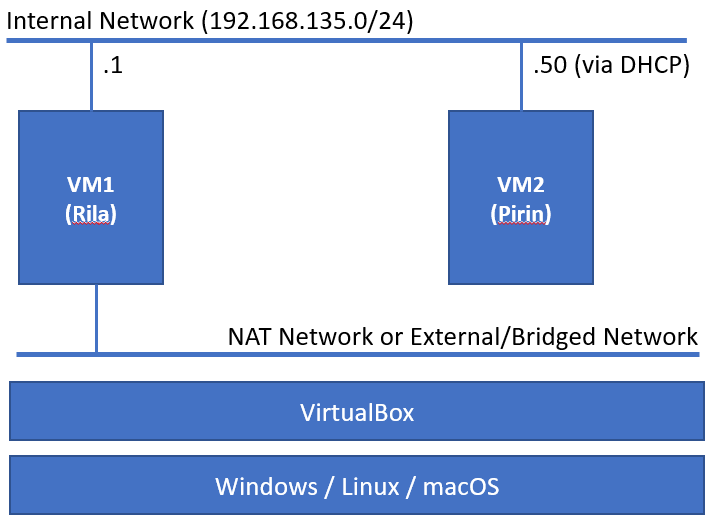 Internal Network (192.168.135.0/24)
.1
.50 (via DHCP)
VM1
(Rila)
VM2
(Pirin)
NAT Network or External/Bridged Network
VirtualBox
Windows / Linux / macOS